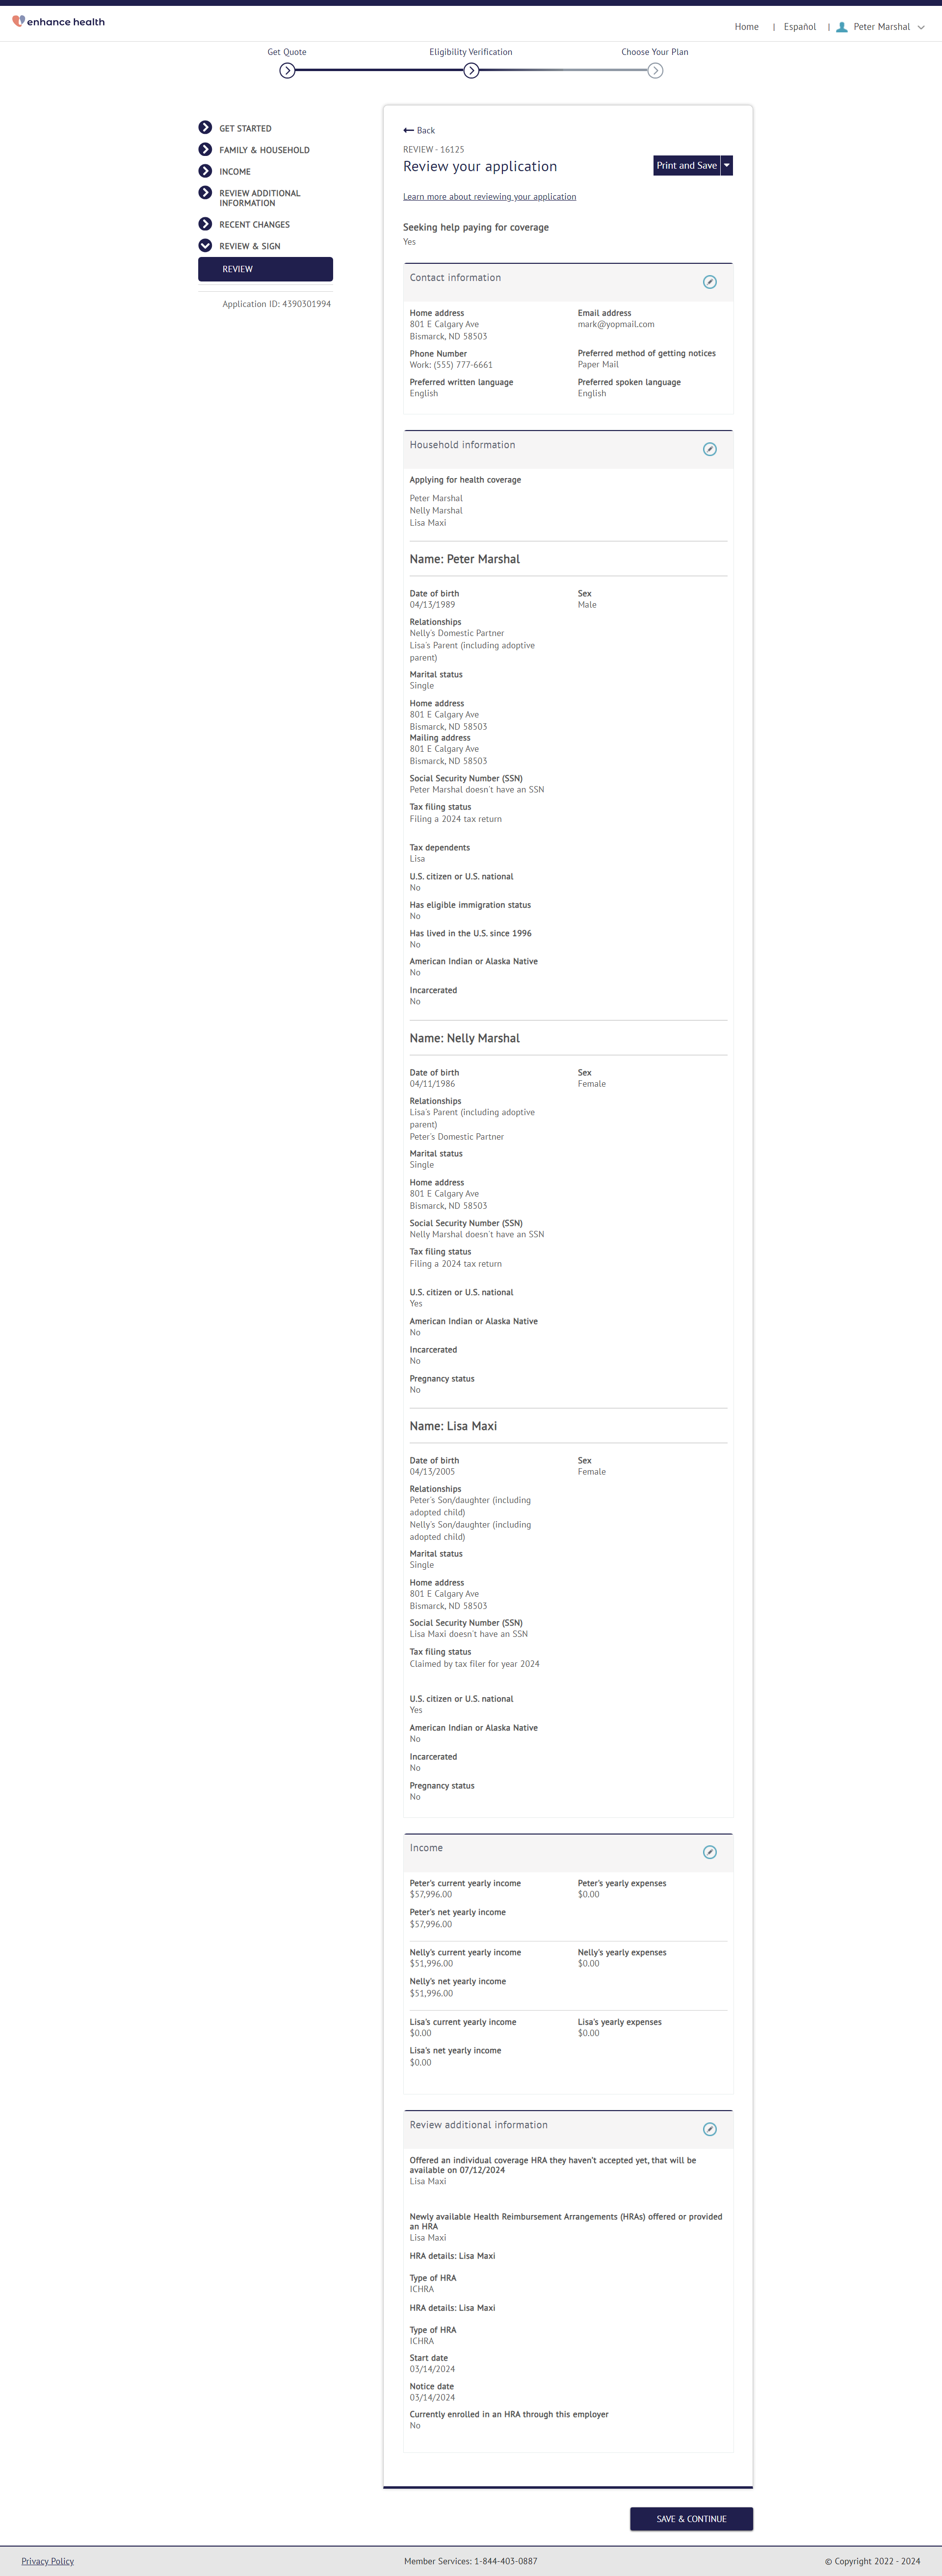 enhance health
Home | Español | Peter Marshal
Get Quote
Eligibility Verification
Choose Your Plan
GET STARTED
FAMILY & HOUSEHOLD
INCOME
REVIEW ADDITIONAL
INFORMATION
RECENT CHANGES
REVIEW & SIGN
REVIEW
Application ID: 4390301994
Back
REVIEW - 16125
Review your application
Print and Save
Learn more about reviewing your application
Seeking help paying for coverage
Yes
Contact information
Home address
801 E Calgary Ave
Bismarck, ND 58503
Email address
mark@yopmail.com
Phone Number
Work: (555) 777-6661
Preferred method of getting notices
Paper Mail
Preferred written language
English
Preferred spoken language
English
Household information
Applying for health coverage
Peter Marshal
Nelly Marshal
Lisa Maxi
Name: Peter Marshal
Date of birth
04/13/1989
Sex
Male
Relationships
Nelly's Domestic Partner
Lisa's Parent (including adoptive
parent)
Marital status
Single
Home address
801 E Calgary Ave
Bismarck, ND 58503
Mailing address
801 E Calgary Ave
Bismarck, ND 58503
Social Security Number (SSN)
Peter Marshal doesn't have an SSN
Tax filing status
Filing a 2024 tax return
Tax dependents
Lisa
U.S. citizen or U.S. national
No
Has eligible immigration status
No
Has lived in the U.S. since 1996
No
American Indian or Alaska Native
No
Incarcerated
No
Name: Nelly Marshal
Date of birth
04/11/1986
Sex
Female
Relationships
Lisa's Parent (including adoptive
parent)
Peter's Domestic Partner
Marital status
Single
Home address
801 E Calgary Ave
Bismarck, ND 58503
Social Security Number (SSN)
Nelly Marshal doesn't have an SSN
Tax filing status
Filing a 2024 tax return
U.S. citizen or U.S. national
Yes
American Indian or Alaska Native
No
Incarcerated
No
Pregnancy status
No
Name: Lisa Maxi
Date of birth
04/13/2005
Sex
Female
Relationships
Peter's Son/daughter (including
adopted child)
Nelly's Son/daughter (including
adopted child)
Marital status
Single
Home address
801 E Calgary Ave
Bismarck, ND 58503
Social Security Number (SSN)
Lisa Maxi doesn't have an SSN
Tax filing status
Claimed by tax filer for year 2024
U.S. citizen or U.S. national
Yes
American Indian or Alaska Native
No
Incarcerated
No
Pregnancy status
No
Income
Peter's current yearly income
$57,996.00
Peter's yearly expenses
$0.00
Peter's net yearly income
$57,996.00
Nelly's current yearly income
$51,996.00
Nelly's yearly expenses
$0.00
Nelly's net yearly income
$51,996.00
Lisa's current yearly income
$0.00
Lisa's yearly expenses
$0.00
Lisa's net yearly income
$0.00
Review additional information
Offered an individual coverage HRA they haven't accepted yet, that will be
available on 07/12/2024
Lisa Maxi
Newly available Health Reimbursement Arrangements (HRAs) offered or provided
an HRA
Lisa Maxi
HRA details: Lisa Maxi
Type of HRA
ICHRA
HRA details: Lisa Maxi
Type of HRA
ICHRA
Start date
03/14/2024
Notice date
03/14/2024
Currently enrolled in an HRA through this employer
No
SAVE & CONTINUE
Privacy Policy
Member Services: 1-844-403-0887
© Copyright 2022 - 2024